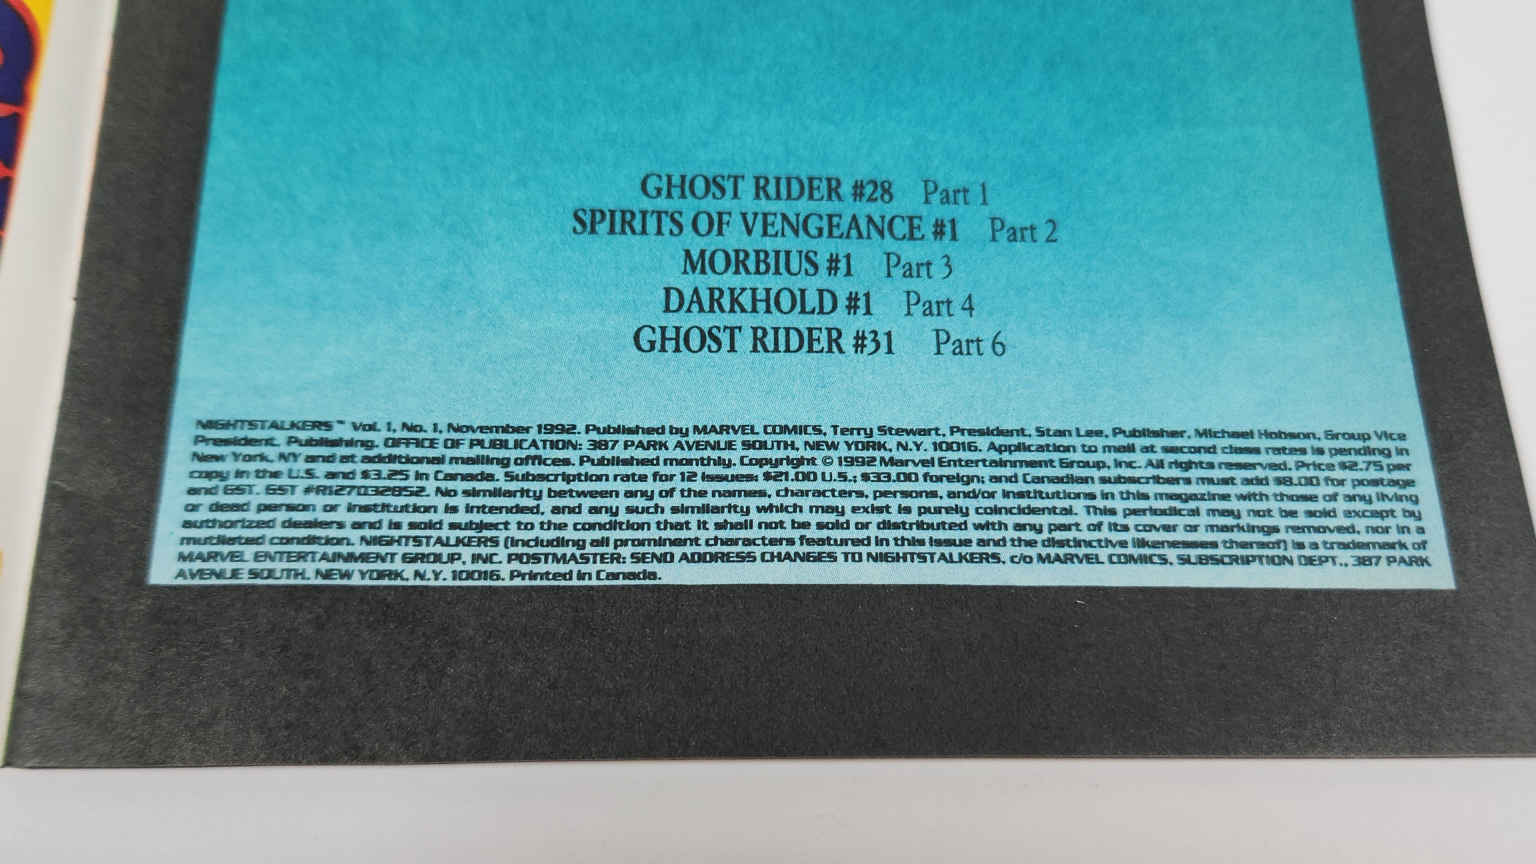 GHOST RIDER #28 Part 1
SPIRITS OF VENGEANCE #1 Part 2
MORBIUS #1 Part 3
DARKHOLD #1 Part 4
GHOST RIDER #31 Part 6
NIGHTSTALKERS™ Vol. 1, No. 1, November 1992. Published by MARVEL COMICS, Terry Stewart, President, Stan Lee, Publisher, Michael Hobson, Group Vice
President, Publishing. OFFICE OF PUBLICATION: 387 PARK AVENUE SOUTH, NEW YORK, N.Y. 10016. Application to mail at second class rates is pending in
New York, NY and at additional mailing offices. Published monthly. Copyright © 1992 Marvel Entertainment Group, Inc. All rights reserved. Price $2.75 per
copy in the U.S. and $3.25 in Canada. Subscription rate for 12 issues: $21.00 U.S.; $33.00 foreign; and Canadian subscribers must add $8.00 for postage
and GST. GST #R127032852. No similarity between any of the names, characters, persons, and/or institutions in this magazine with those of any living
or dead person or institution is intended, and any such similarity which may exist is purely coincidental. This periodical may not be sold except by
authorized dealers and is sold subject to the condition that it shall not be sold or distributed with any part of its cover or markings removed, nor in a
mutilated condition. NIGHTSTALKERS (including all prominent characters featured in this issue and the distinctive likenesses thereof) is a trademark of
MARVEL ENTERTAINMENT GROUP, INC. POSTMASTER: SEND ADDRESS CHANGES TO NIGHTSTALKERS, c/o MARVEL COMICS, SUBSCRIPTION DEPT., 387 PARK
AVENUE SOUTH, NEW YORK, N.Y. 10016. Printed in Canada.